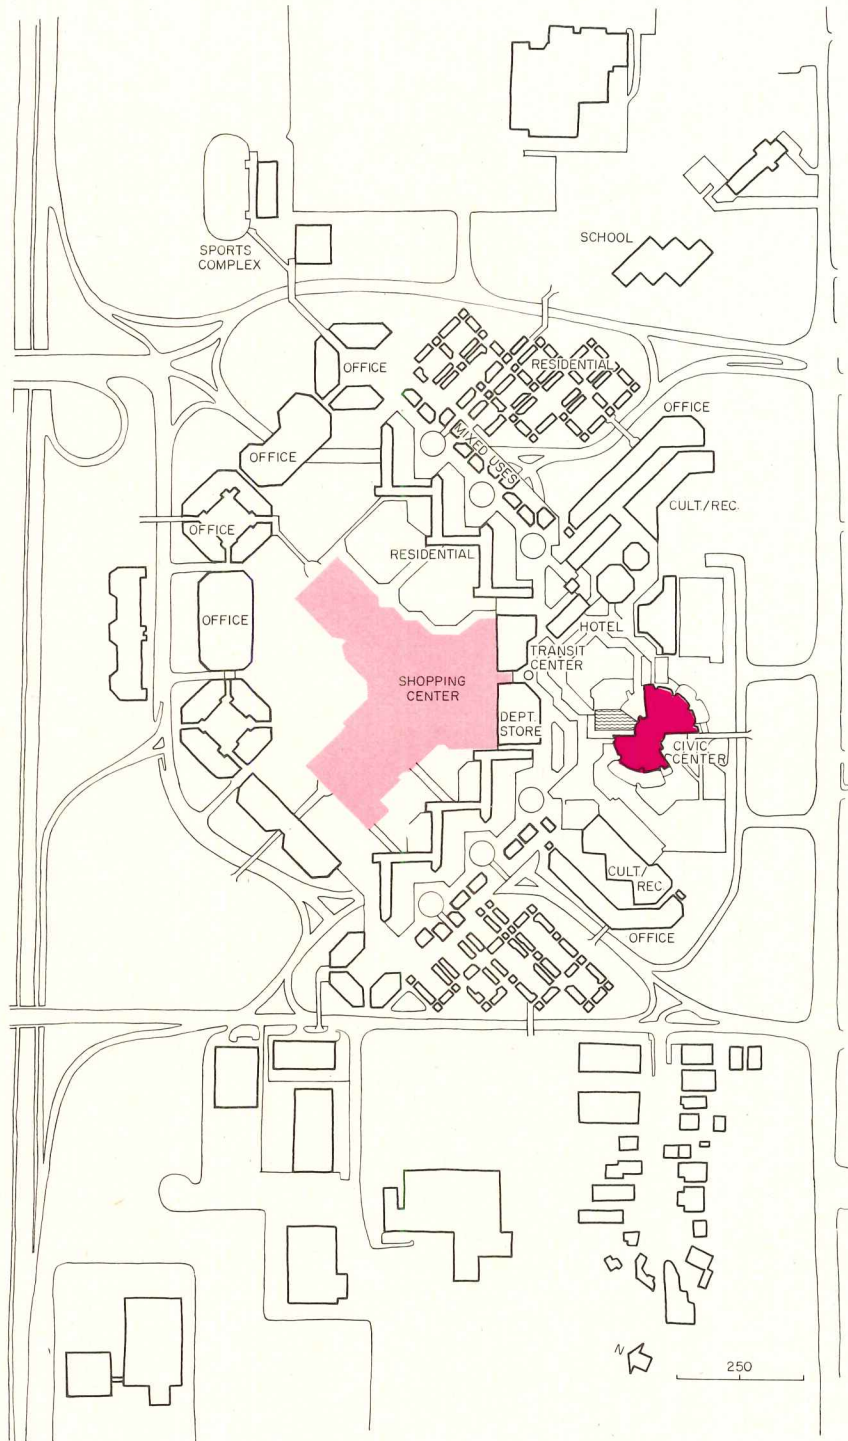 SCHOOL
SPORTS
COMPLEX
OFFICE
RESIDENTIAL
OFFICE
MIXED USES
OFFICE
CULT./REC.
OFFICE
RESIDENTIAL
OFFICE
HOTEL
TRANSIT
CENTER
SHOPPING
CENTER
DEPT.
STORE
CIVIC
CENTER
CULT./
REC.
OFFICE
N
250